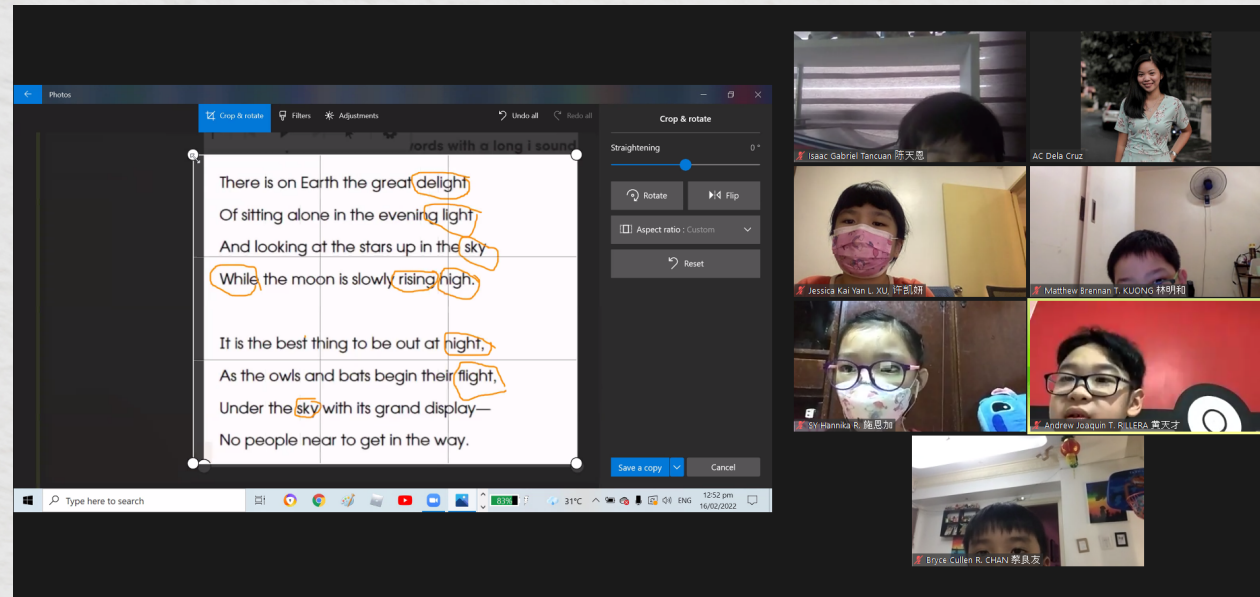 Photos
Crop & rotate
Filters
Adjustments
Undo all
Redo all
Crop & rotate
ords with a long i sound
Straightening
0°
Rotate
Flip
Aspect ratio : Custom
Reset
There is on Earth the great delight
Of sitting alone in the evening light
And looking at the stars up in the sky
While the moon is slowly rising high.
It is the best thing to be out at night,
As the owls and bats begin their flight,
Under the sky with its grand display—
No people near to get in the way.
Save a copy
Cancel
Type here to search
83%
31°C
ENG
12:52 pm
16/02/2022
Isaac Gabriel Tancuan 陈天恩
AC Dela Cruz
Jessica Kai Yan L. XU, 许凯妍
Matthew Brennan T. KUONG 林明和
SY Hannika R. 施恩加
Andrew Joaquin T. RILLERA 黄天才
Bryce Cullen R. CHAN 蔡良友